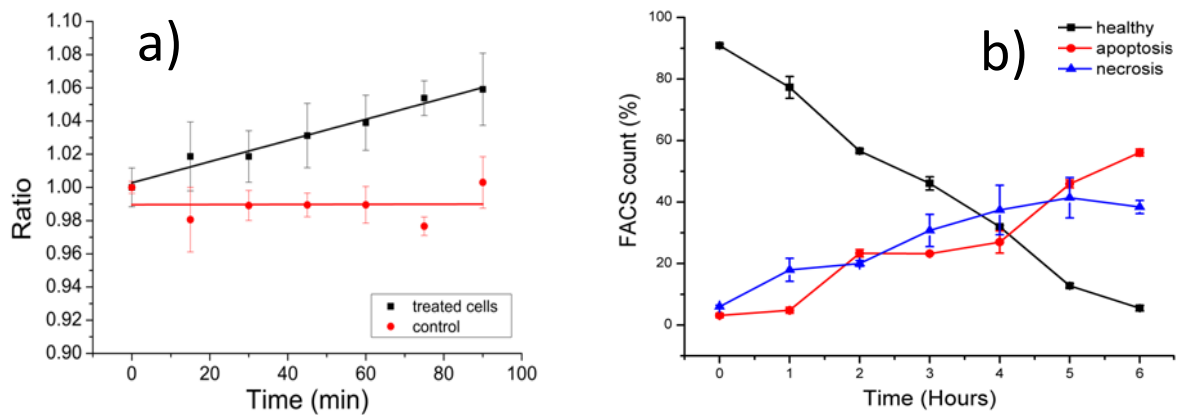 a)
1.10
1.08
1.06
1.04
1.02
1.00
0.98
0.96
0.94
0.92
0.90
Ratio
treated cells
control
0 20 40 60 80 100
Time (min)
b)
healthy
apoptosis
necrosis
100
80
60
40
20
0
FACS count (%)
0 1 2 3 4 5 6
Time (Hours)